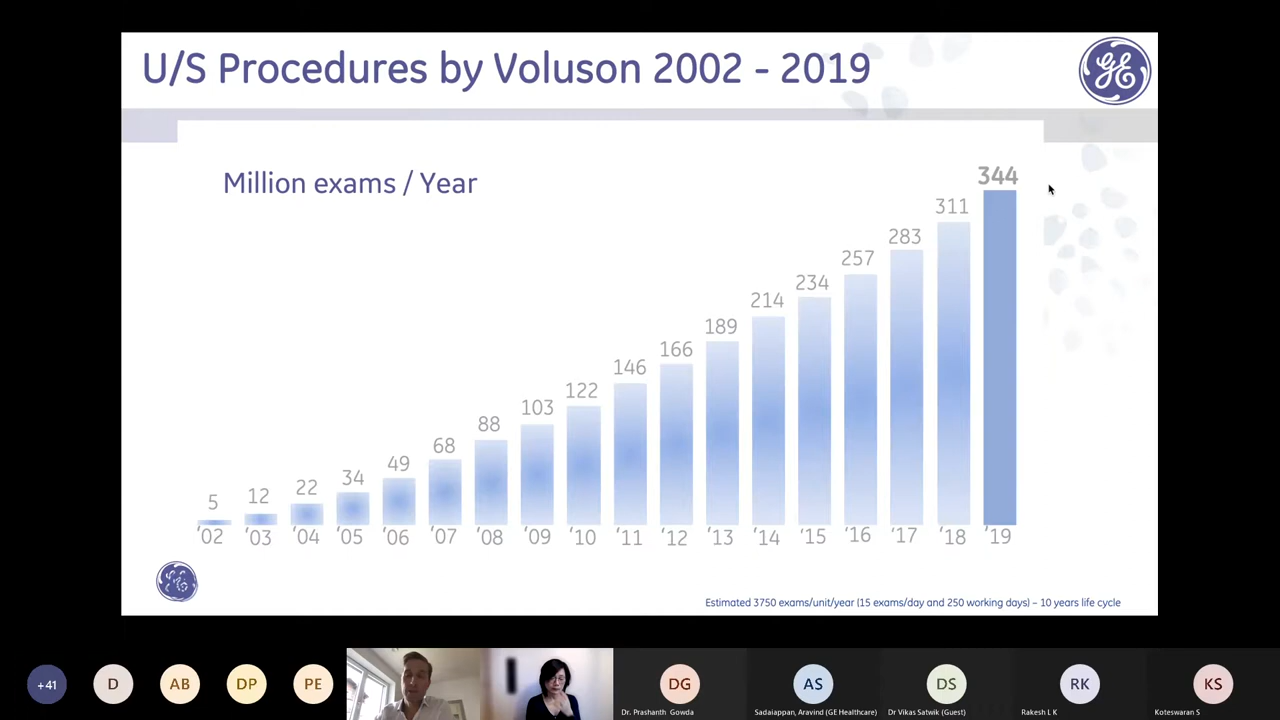 U/S Procedures by Voluson 2002 - 2019
GE
Million exams / Year
5
12
22
34
49
68
88
103
122
146
166
189
214
234
257
283
311
344
'02
'03
'04
'05
'06
'07
'08
'09
'10
'11
'12
'13
'14
'15
'16
'17
'18
'19
Estimated 3750 exams/unit/year (15 exams/day and 250 working days) – 10 years life cycle
+41
D
AB
DP
PE
DG
AS
DS
RK
KS
Dr. Prashanth Gowda
Sadaiappan, Aravind (GE Healthcare)
Dr Vikas Satwik (Guest)
Rakesh L K
Koteswaran S